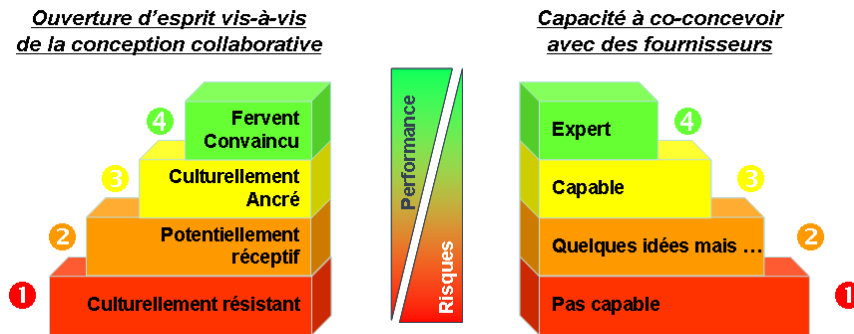 Ouverture d'esprit vis-à-vis
de la conception collaborative
Capacité à co-concevoir
avec des fournisseurs
4
Fervent
Convaincu
3
Culturellement
Ancré
2
Potentiellement
réceptif
1
Culturellement résistant
Performance
Risques
Expert
4
Capable
3
Quelques idées mais ...
2
Pas capable
1